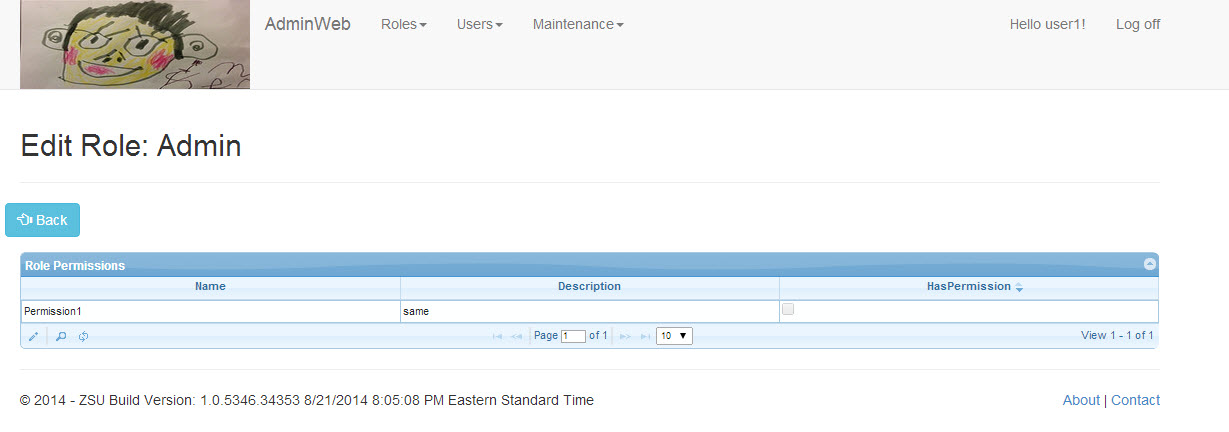 AdminWeb Roles Users Maintenance Hello user1! Log off
Edit Role: Admin
Back
Role Permissions
Name Description HasPermission
Permission1 same
Page 1 of 1 10 View 1 - 1 of 1
© 2014 - ZSU Build Version: 1.0.5346.34353 8/21/2014 8:05:08 PM Eastern Standard Time About | Contact